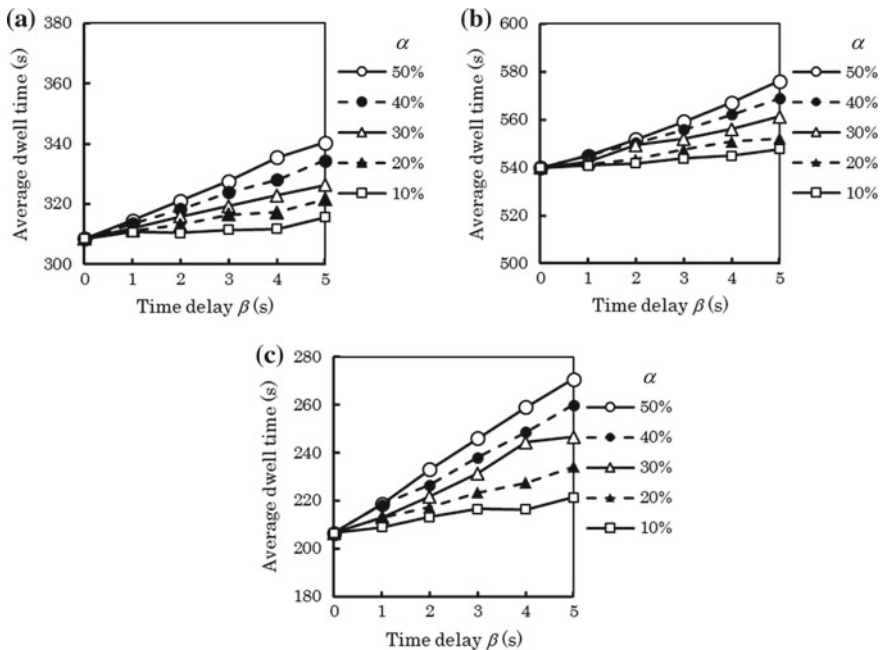 (a)
380
360
340
320
300
0 1 2 3 4 5
Average dwell time (s)
Time delay β (s)
α
50%
40%
30%
20%
10%
(b)
600
580
560
540
520
500
0 1 2 3 4 5
Average dwell time (s)
Time delay β (s)
α
50%
40%
30%
20%
10%
(c)
280
260
240
220
200
180
0 1 2 3 4 5
Average dwell time (s)
Time delay β (s)
α
50%
40%
30%
20%
10%